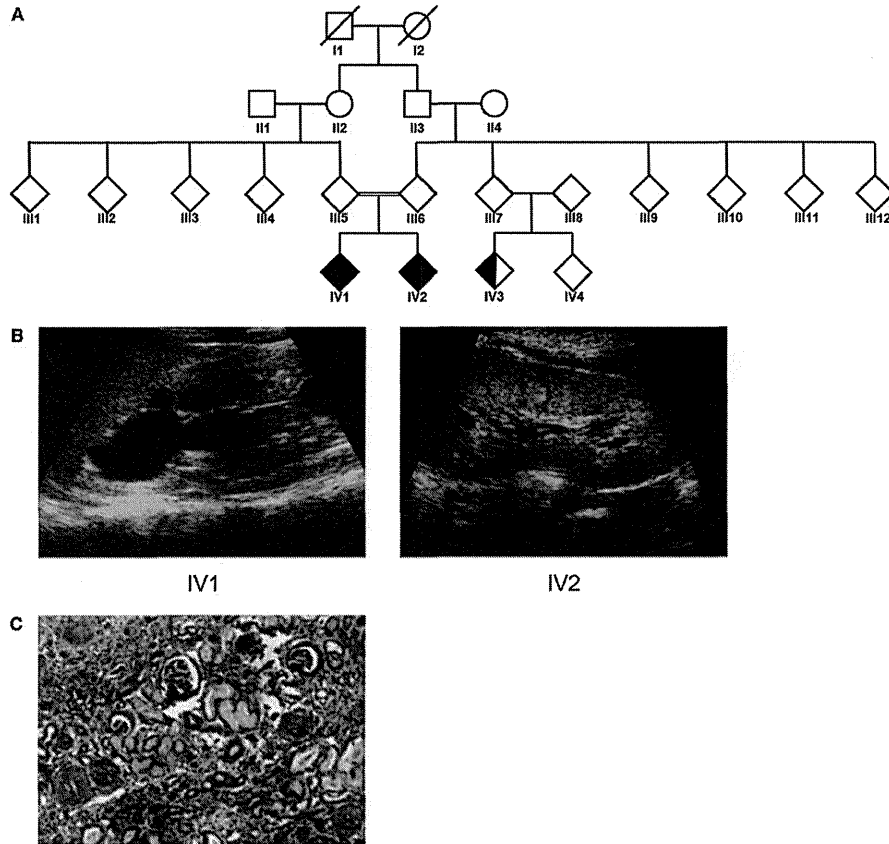 A
I1 I2
II1 II2 II3 II4
III1 III2 III3 III4 III5 III6 III7 III8 III9 III10 III11 III12
IV1 IV2 IV3 IV4
B
IV1 IV2
C